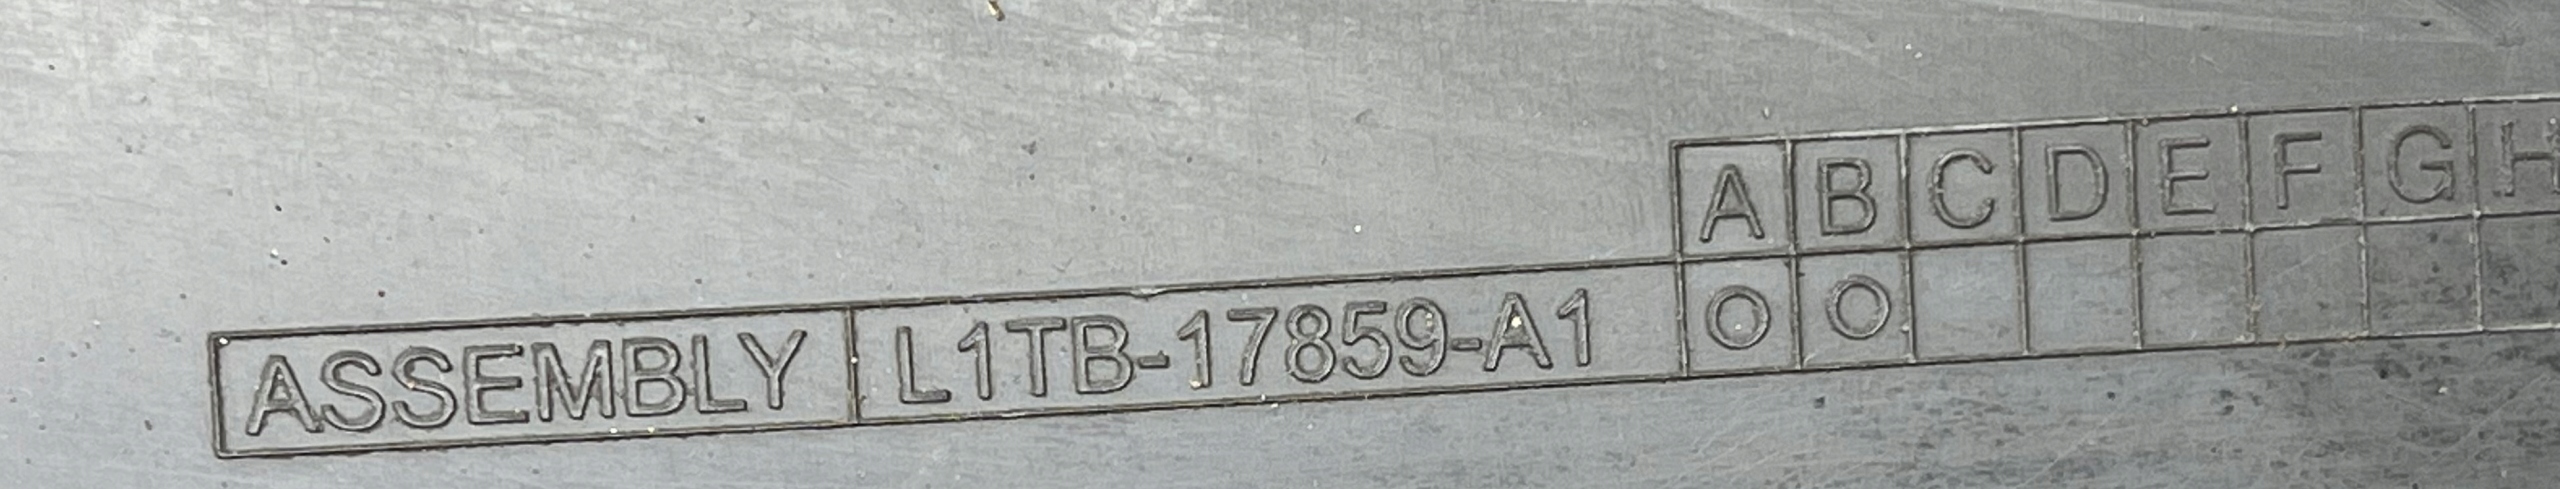 A B C D E F G H
ASSEMBLY L1TB-17859-A1 O O